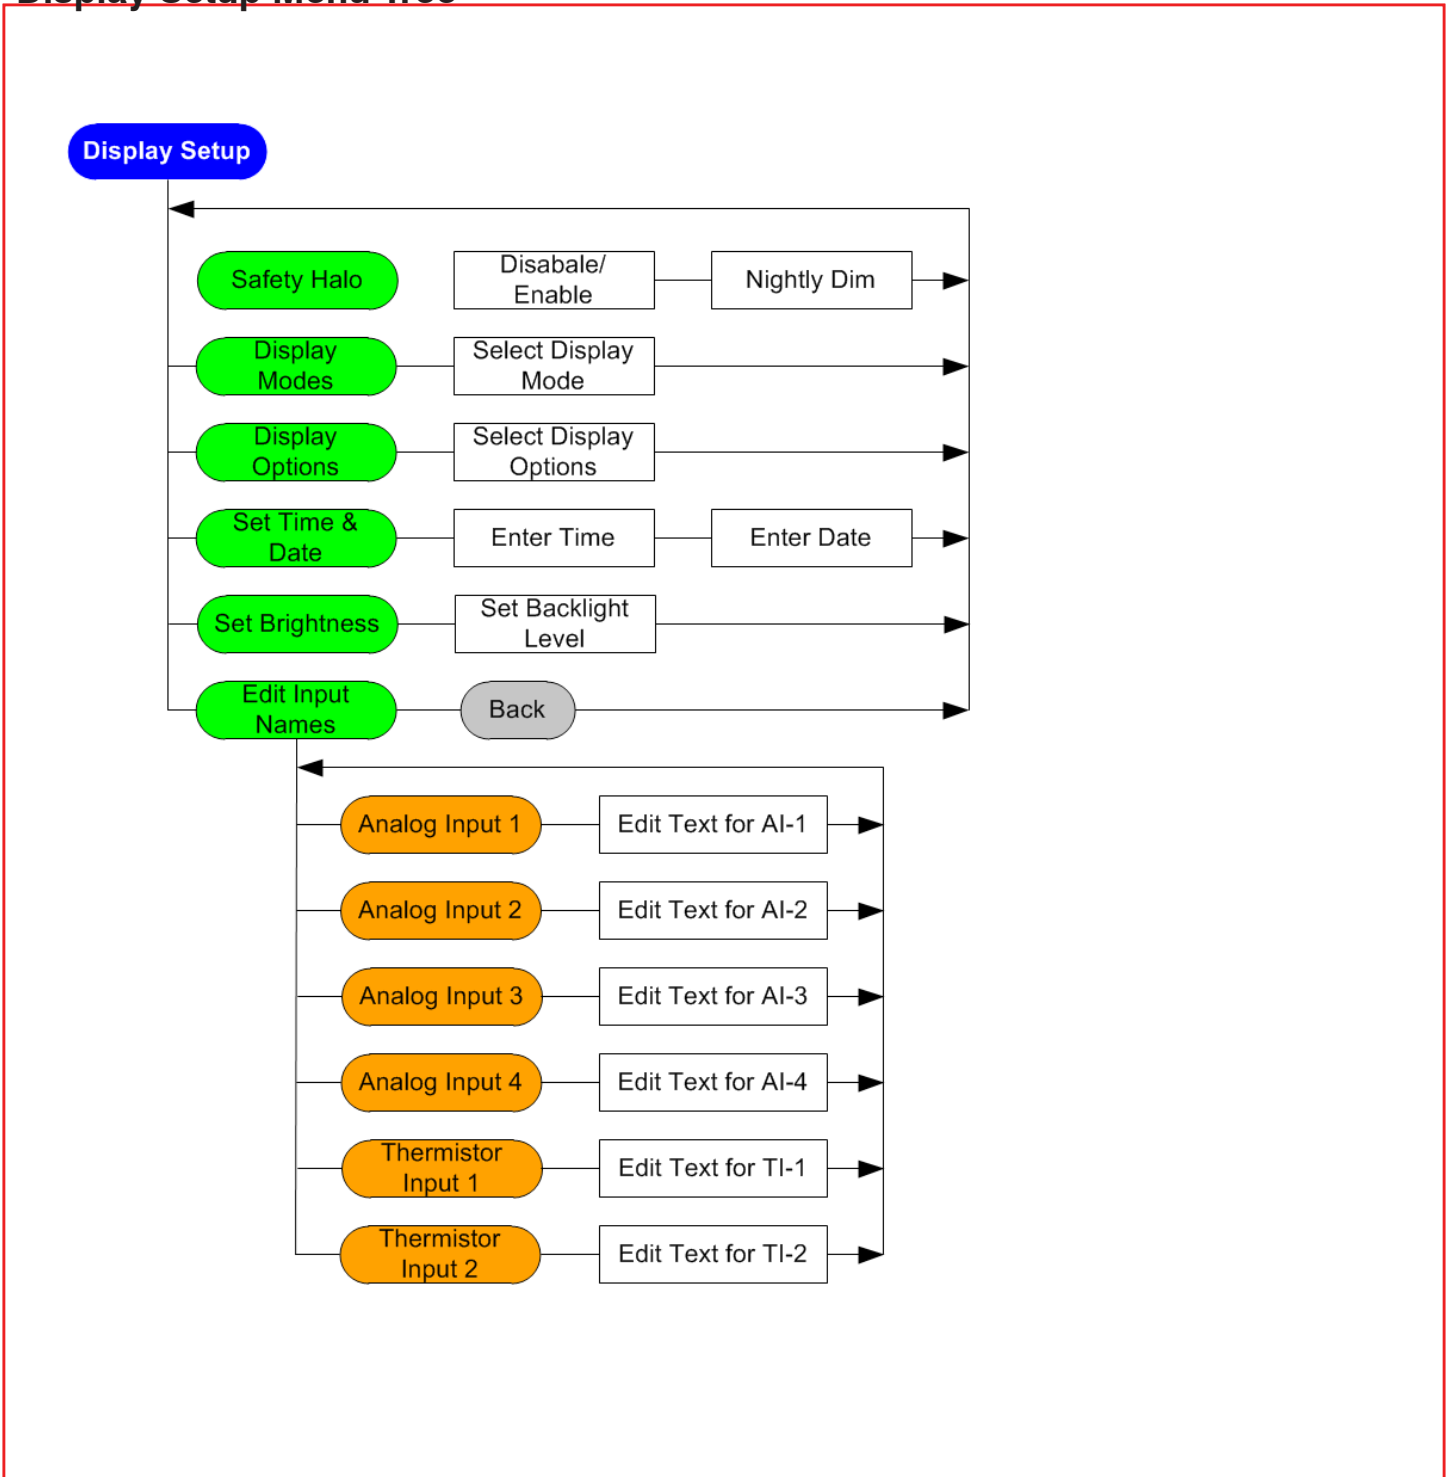 Display Setup Menu Tree
Display Setup
Safety Halo
Disabale/
Enable
Nightly Dim
Display
Modes
Select Display
Mode
Display
Options
Select Display
Options
Set Time &
Date
Enter Time
Enter Date
Set Brightness
Set Backlight
Level
Edit Input
Names
Back
Analog Input 1
Edit Text for AI-1
Analog Input 2
Edit Text for AI-2
Analog Input 3
Edit Text for AI-3
Analog Input 4
Edit Text for AI-4
Thermistor
Input 1
Edit Text for TI-1
Thermistor
Input 2
Edit Text for TI-2